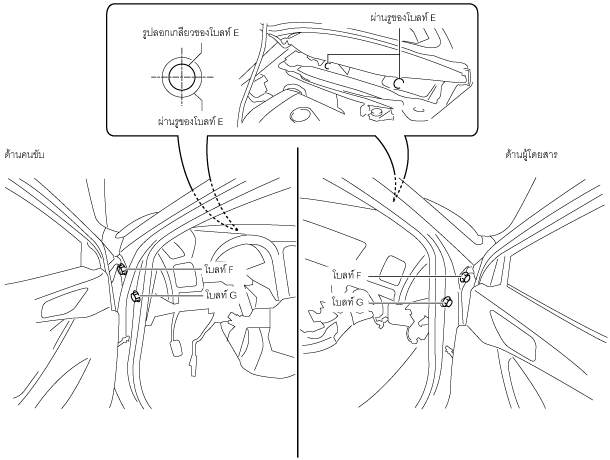 ผ่านรูของโบลท์ E
รูปลอกเกลียวของโบลท์ E
ผ่านรูของโบลท์ E
ด้านคนขับ
ด้านผู้โดยสาร
โบลท์ F
โบลท์ G
โบลท์ F
โบลท์ G